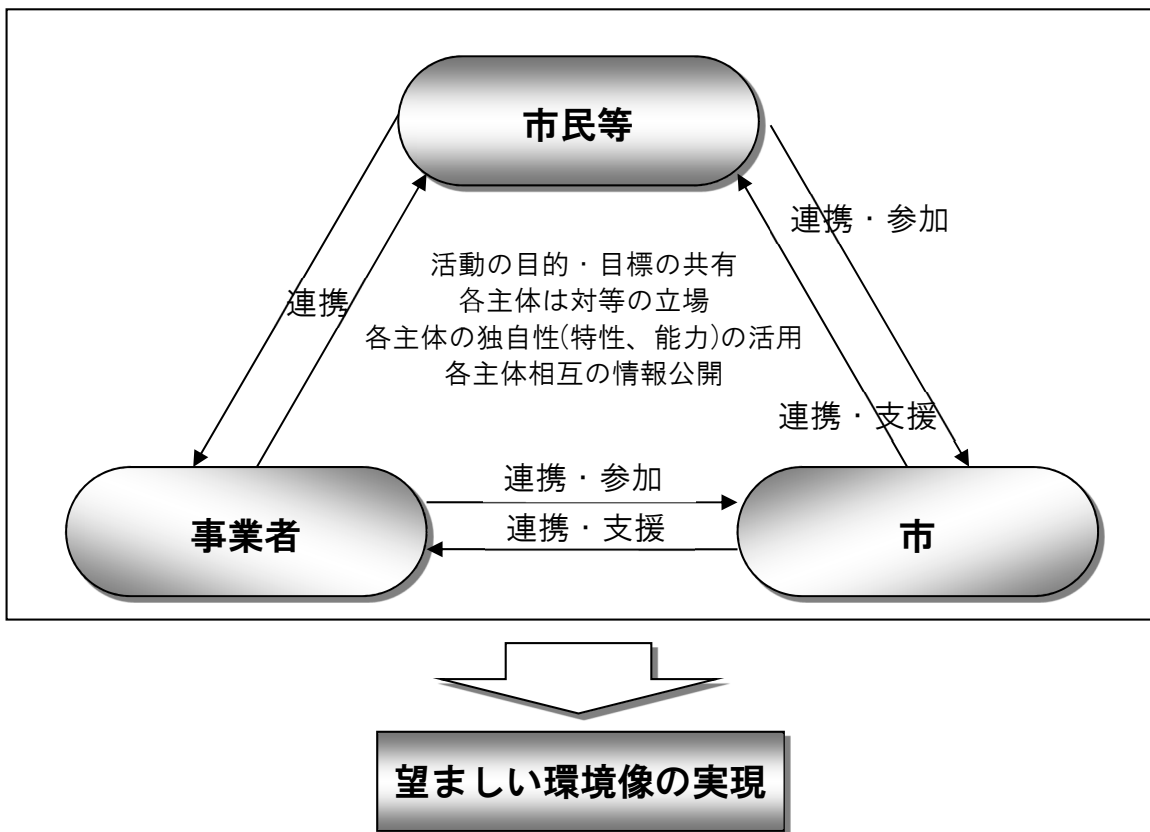 市民等
連携・参加
活動の目的・目標の共有
連携
各主体は対等の立場
各主体の独自性(特性、能力)の活用
各主体相互の情報公開
連携・支援
連携・参加
事業者
連携・支援
市
望ましい環境像の実現